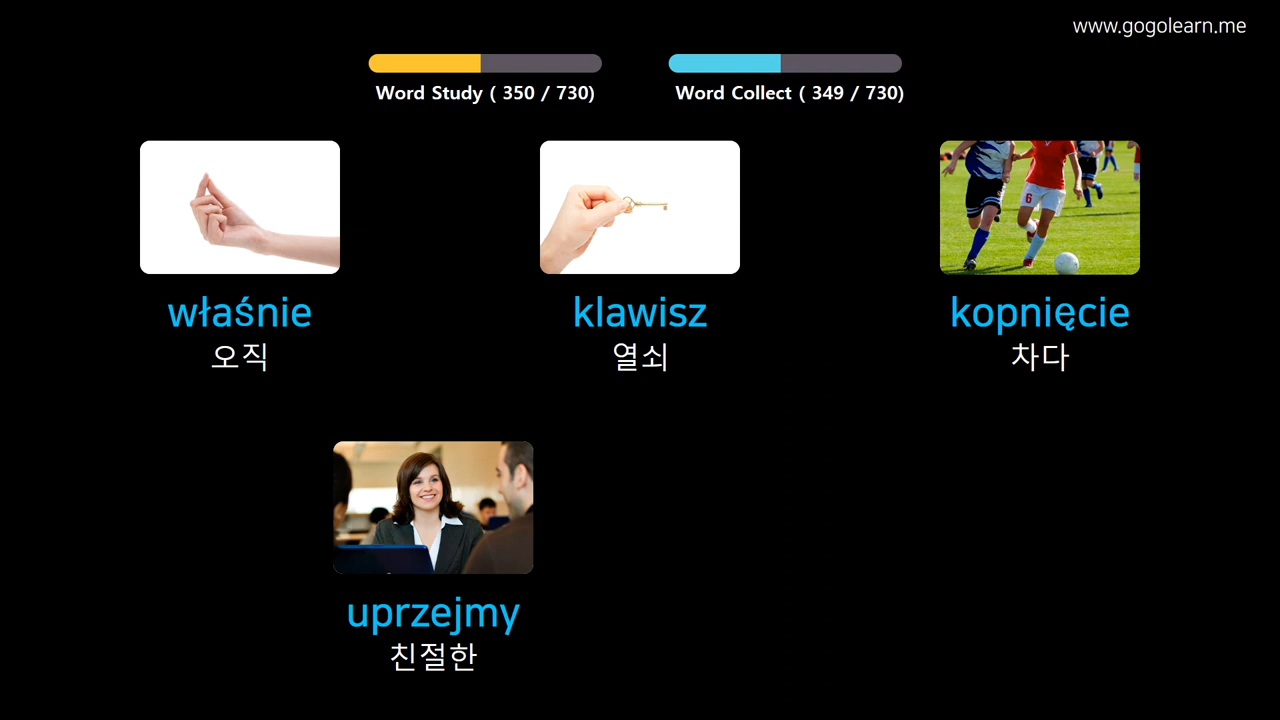 www.gogolearn.me
Word Study ( 350 / 730)
Word Collect ( 349 / 730)
właśnie
오직
klawisz
열쇠
kopnięcie
차다
6
uprzejmy
친절한